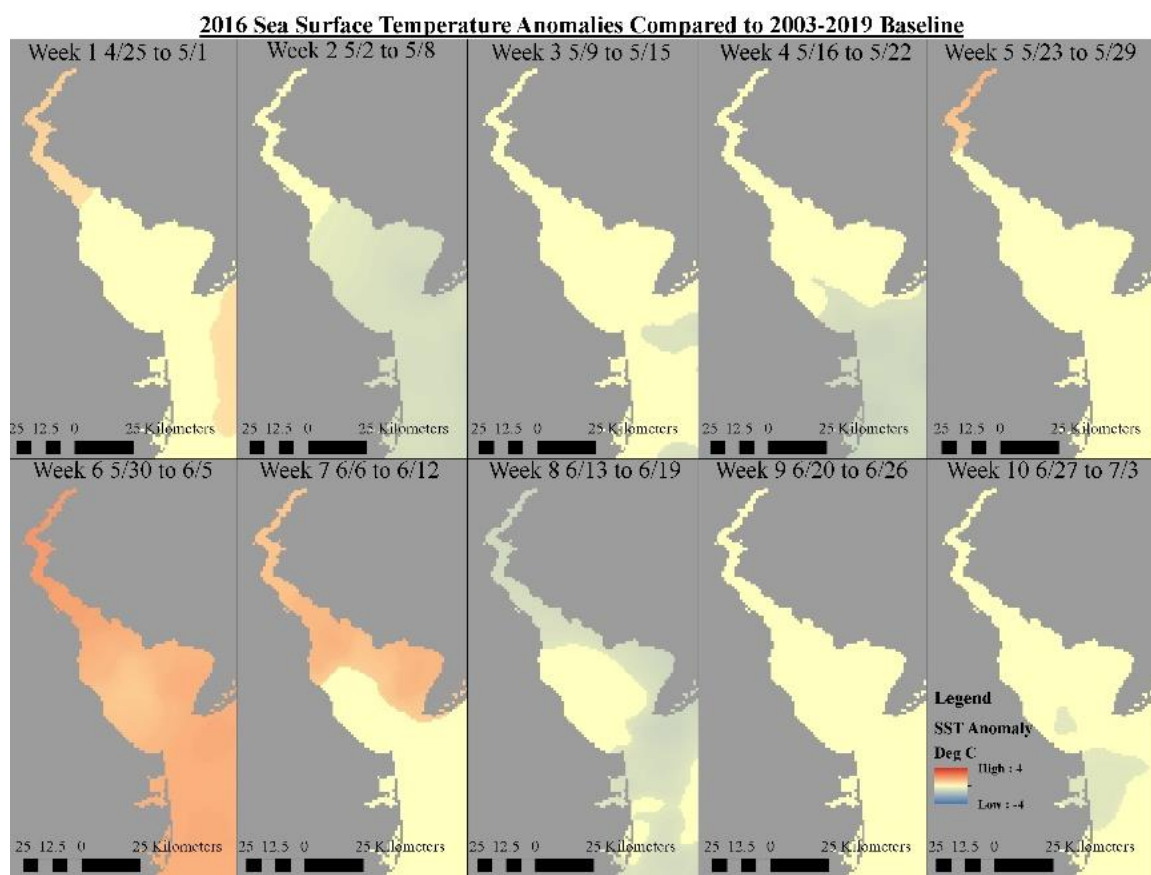 2016 Sea Surface Temperature Anomalies Compared to 2003-2019 Baseline
Week 1 4/25 to 5/1
Week 2 5/2 to 5/8
Week 3 5/9 to 5/15
Week 4 5/16 to 5/22
Week 5 5/23 to 5/29
25 12.5 0 25 Kilometers
25 12.5 0 25 Kilometers
25 12.5 0 25 Kilometers
25 12.5 0 25 Kilometers
25 12.5 0 25 Kilometers
Week 6 5/30 to 6/5
Week 7 6/6 to 6/12
Week 8 6/13 to 6/19
Week 9 6/20 to 6/26
Week 10 6/27 to 7/3
Legend
SST Anomaly
Deg C
High : 4
Low : -4
25 12.5 0 25 Kilometers
25 12.5 0 25 Kilometers
25 12.5 0 25 Kilometers
25 12.5 0 25 Kilometers
25 12.5 0 25 Kilometers